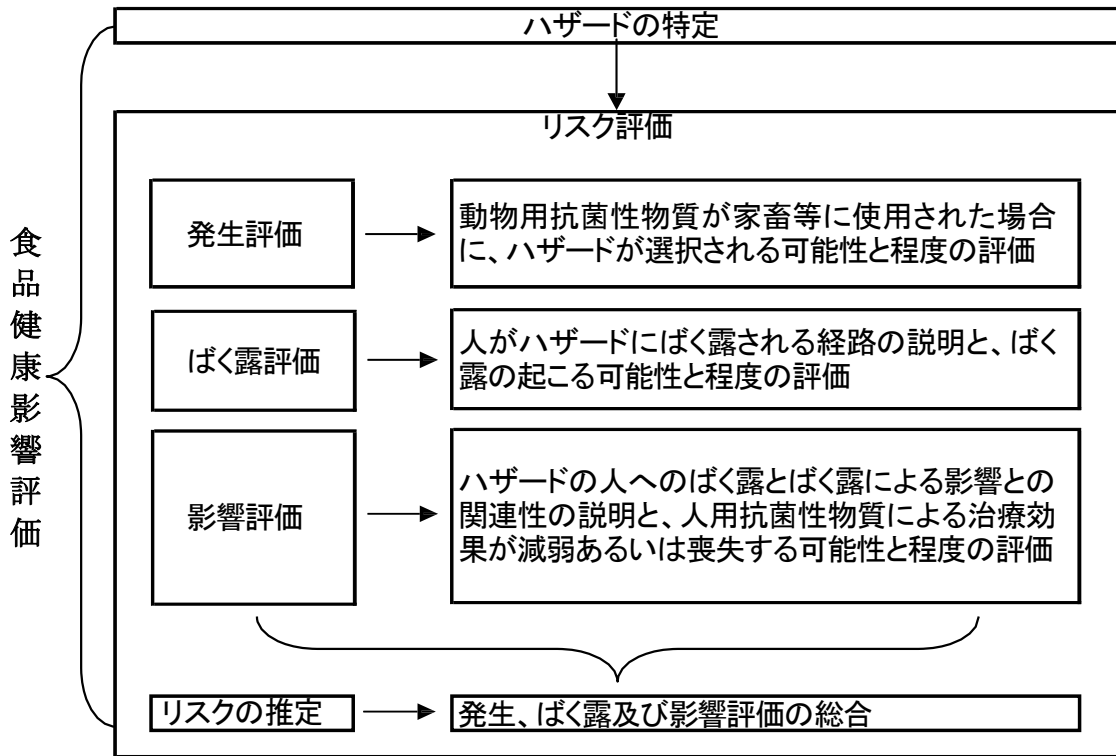 ハザードの特定
リスク評価
食品健康影響評価
発生評価
動物用抗菌性物質が家畜等に使用された場合
に、ハザードが選択される可能性と程度の評価
ばく露評価
人がハザードにばく露される経路の説明と、ばく
露の起こる可能性と程度の評価
影響評価
ハザードの人へのばく露とばく露による影響との
関連性の説明と、人用抗菌性物質による治療効
果が減弱あるいは喪失する可能性と程度の評価
リスクの推定
発生、ばく露及び影響評価の総合